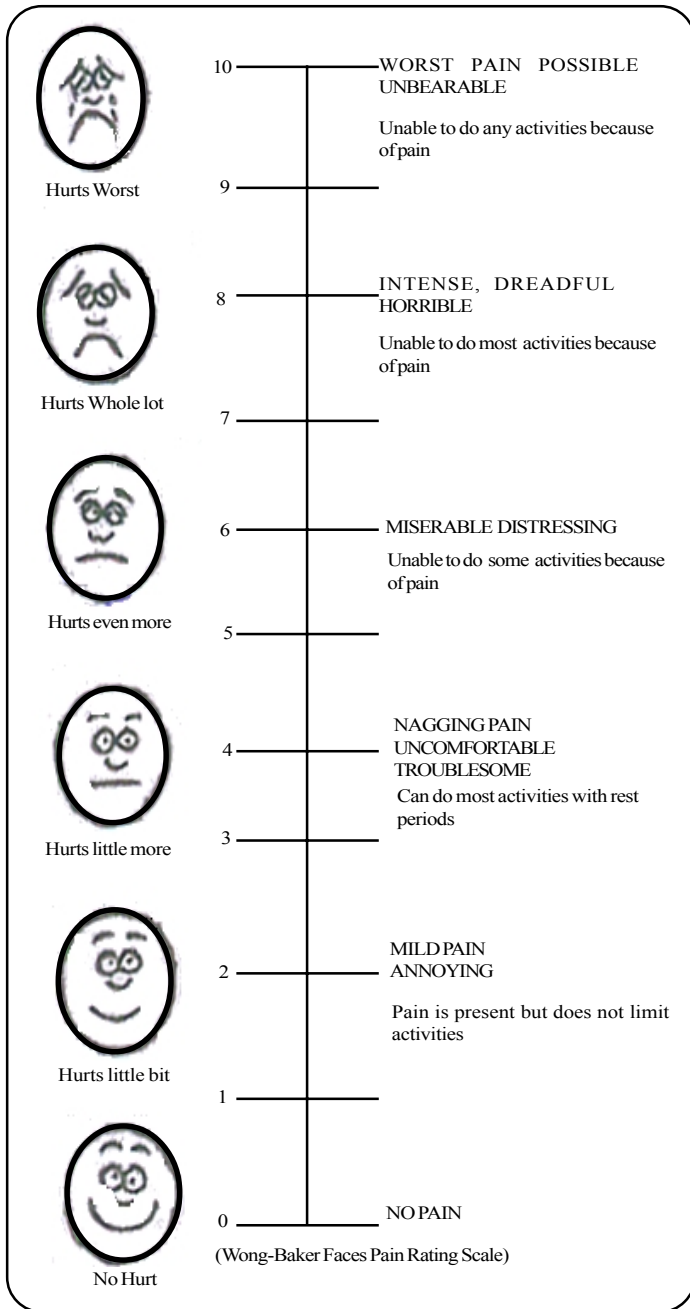 10
WORST PAIN POSSIBLE
UNBEARABLE
Unable to do any activities because
of pain
Hurts Worst
9
8
INTENSE, DREADFUL
HORRIBLE
Unable to do most activities because
of pain
Hurts Whole lot
7
6
MISERABLE DISTRESSING
Unable to do some activities because
of pain
Hurts even more
5
4
NAGGING PAIN
UNCOMFORTABLE
TROUBLESOME
Can do most activities with rest
periods
Hurts little more
3
2
MILD PAIN
ANNOYING
Pain is present but does not limit
activities
Hurts little bit
1
0
NO PAIN
(Wong-Baker Faces Pain Rating Scale)
No Hurt